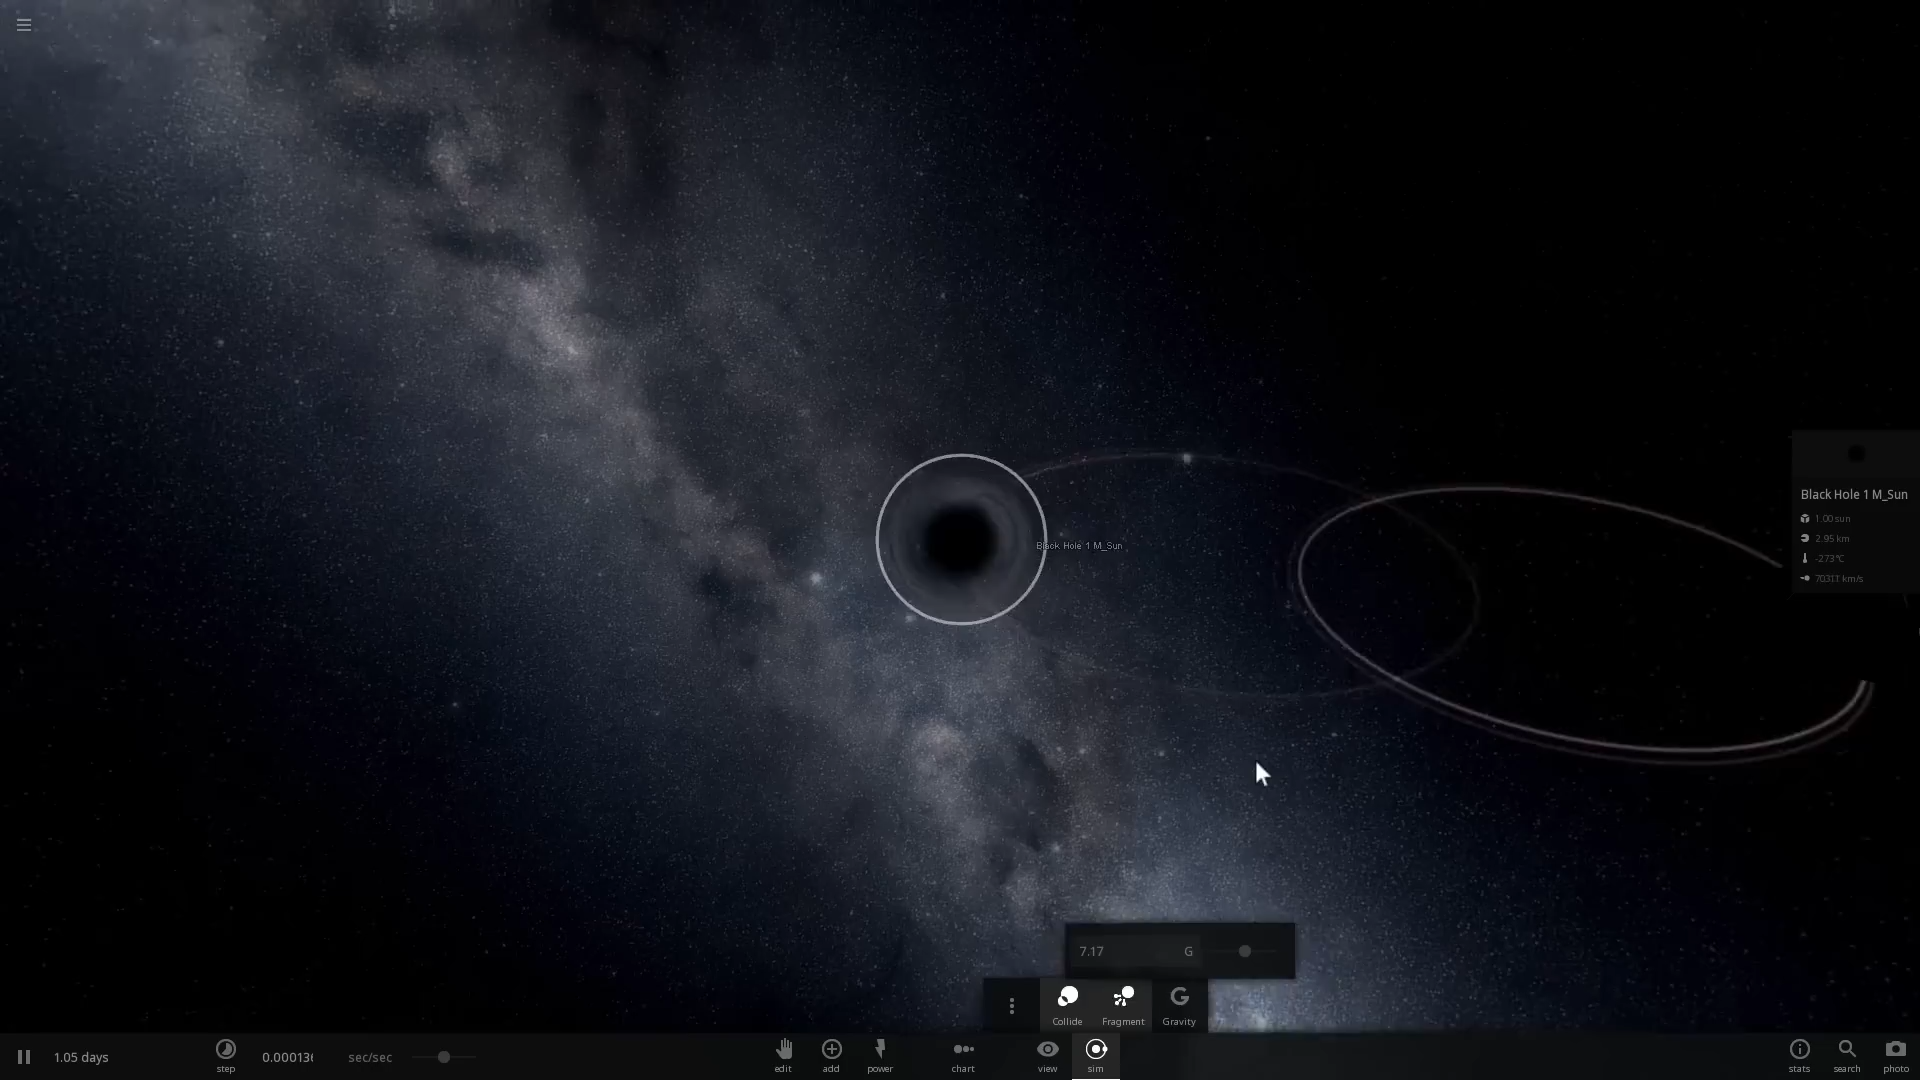 Black Hole 1 M_Sun
1.00 sun
2.95 km
-273°C
Black Hole 1 M_Sun
7.17 G
Collide Fragment Gravity
1.05 days
step
sec/sec
edit add power chart view sim
stats search photo